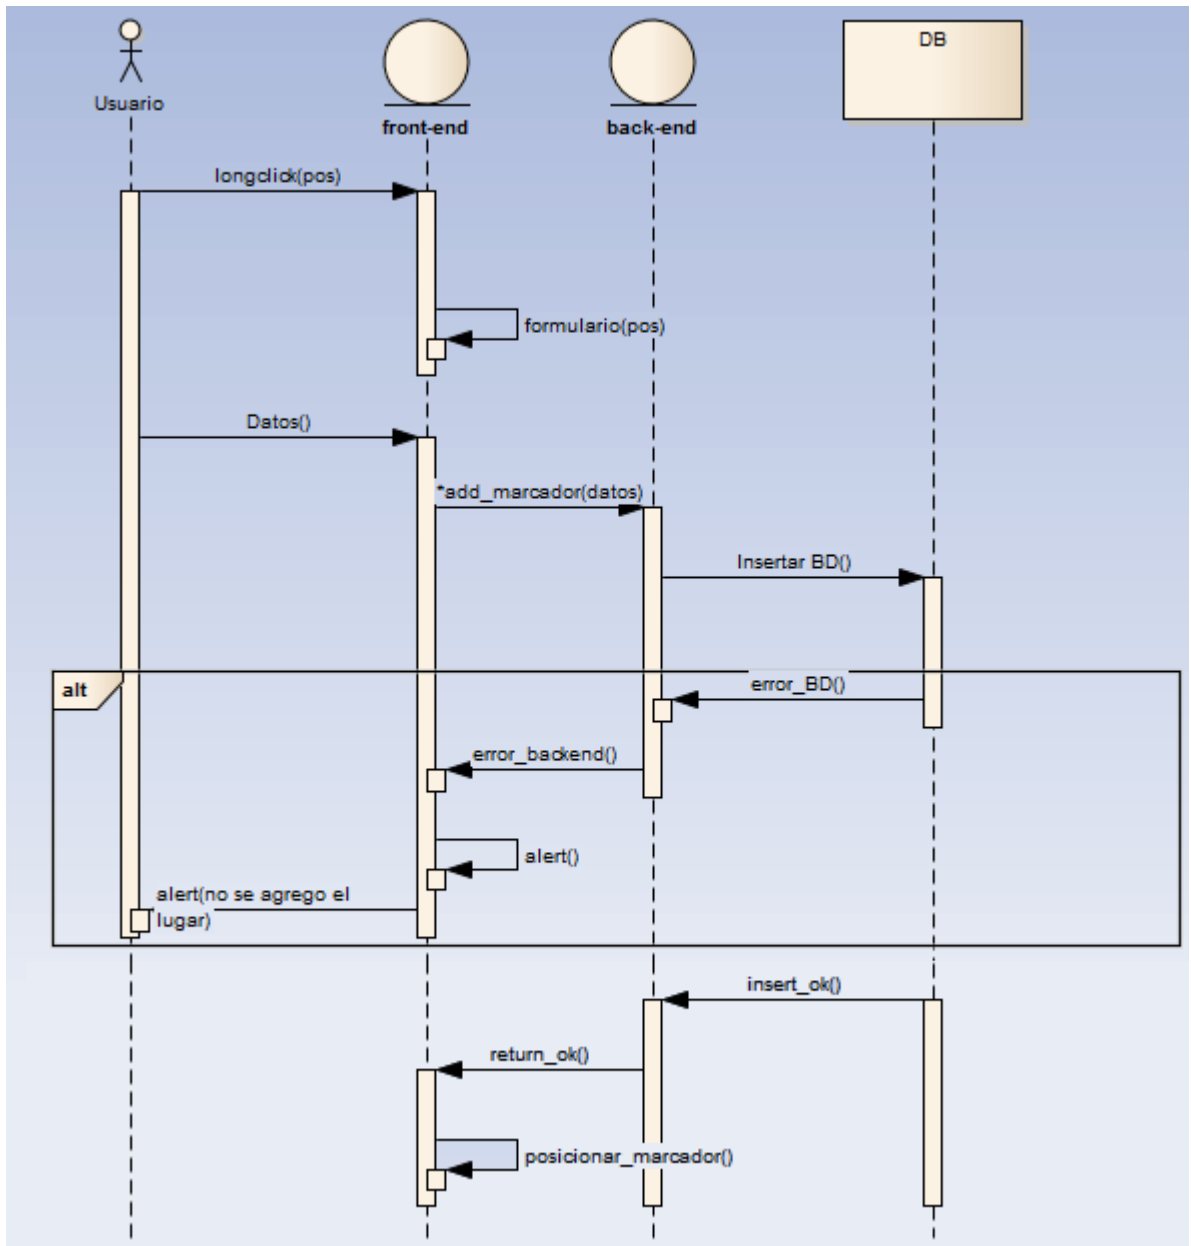 DB
Usuario
front-end
back-end
longclick(pos)
formulario(pos)
Datos()
*add_marcador(datos)
Insertar BD()
alt
error_BD()
error_backend()
alert()
alert(no se agrego el
lugar)
insert_ok()
return_ok()
posicionar_marcador()